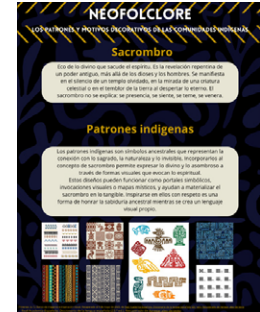 NEOFOLCLORE
LOS PATRONES Y MOTIVOS DECORATIVOS DE LAS COMUNIDADES INDÍGENAS
Sacrombro
Eco de lo divino que sacude el espíritu. Es la revelación repentina de
un poder antiguo, más allá de los dioses y los hombres. Se manifiesta
en el silencio de un templo olvidado, en la mirada de una criatura
celestial o en el temblor de la tierra al despertar lo eterno. El
sacrombro no se explica: se presencia, se siente, se teme, se venera.
Patrones indigenas
Los patrones indígenas son símbolos ancestrales que representan la
conexión con lo sagrado, la naturaleza y lo invisible. Incorporarlos al
concepto de sacrombro permite expresar lo divino y lo asombroso a
través de formas visuales que evocan lo espiritual.
Estos diseños pueden funcionar como portales simbólicos,
invocaciones visuales o mapas místicos, y ayudan a materializar el
sacrombro en lo tangible. Inspirarse en ellos con respeto es una
forma de honrar la sabiduría ancestral mientras se crea un lenguaje
visual propio.